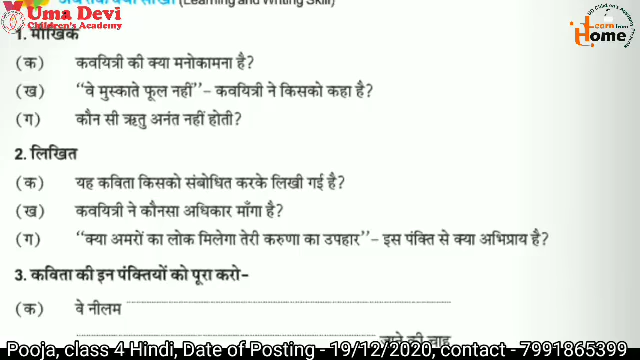 Uma Devi
Children's Academy
(Learning and Writing Skill)
Learn from
Home
1. मौखिक
(क) कवयित्री की क्या मनोकामना है?
(ख) “वे मुस्काते फूल नहीं”- कवयित्री ने किसको कहा है?
(ग) कौन सी ऋतु अनंत नहीं होती?
2. लिखित
(क) यह कविता किसको संबोधित करके लिखी गई है?
(ख) कवयित्री ने कौनसा अधिकार माँगा है?
(ग) “क्या अमरों का लोक मिलेगा तेरी करुणा का उपहार”- इस पंक्ति से क्या अभिप्राय है?
3. कविता की इन पंक्तियों को पूरा करो-
(क) वे नीलम
की चाह
Pooja, class 4 Hindi, Date of Posting - 19/12/2020, contact - 7991865399